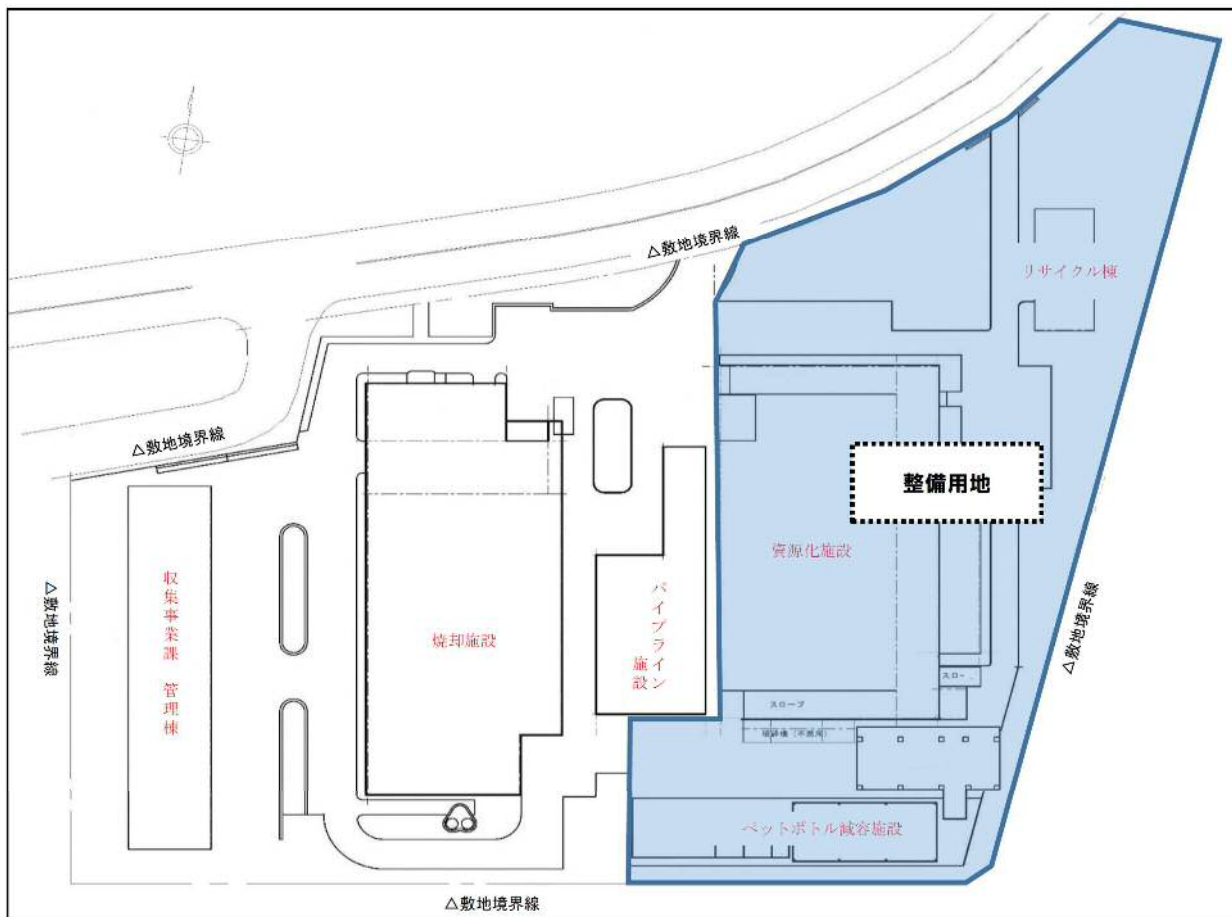 △敷地境界線
リサイクル棟
△敷地境界線
整備用地
資源化施設
△敷地境界線
収集事業課 管理棟
焼却施設
パイプライン
施設
△敷地境界線
スロー
スロープ
ペットボトル減容施設
△敷地境界線